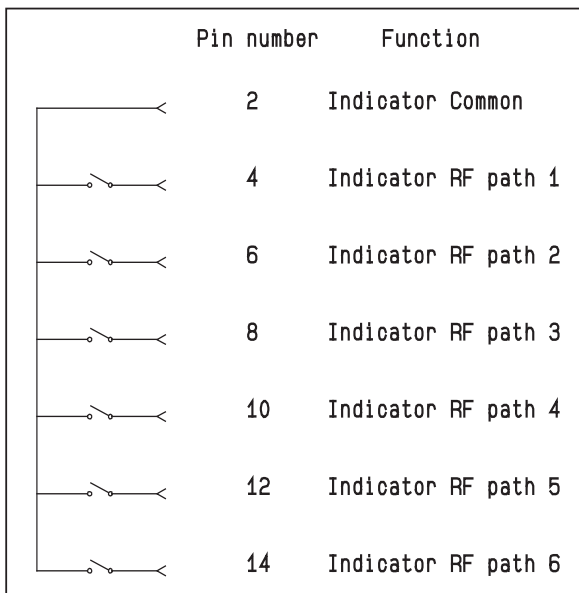 Pin number Function
2 Indicator Common
4 Indicator RF path 1
6 Indicator RF path 2
8 Indicator RF path 3
10 Indicator RF path 4
12 Indicator RF path 5
14 Indicator RF path 6